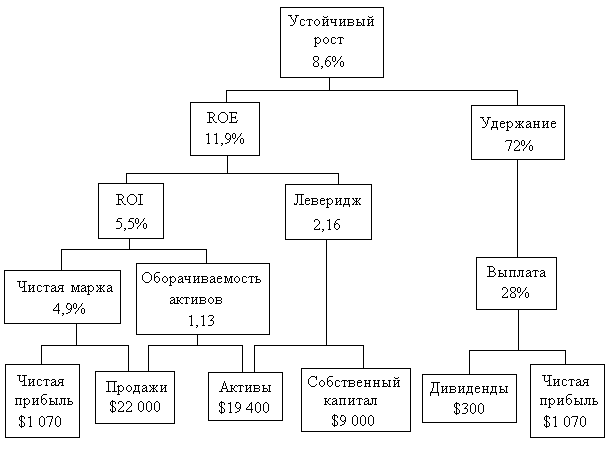 Устойчивый
рост
8,6%
ROE
11,9%
Удержание
72%
ROI
5,5%
Леверидж
2,16
Чистая маржа
4,9%
Оборачиваемость
активов
1,13
Выплата
28%
Чистая
прибыль
$1 070
Продажи
$22 000
Активы
$19 400
Собственный
капитал
$9 000
Дивиденды
$300
Чистая
прибыль
$1 070